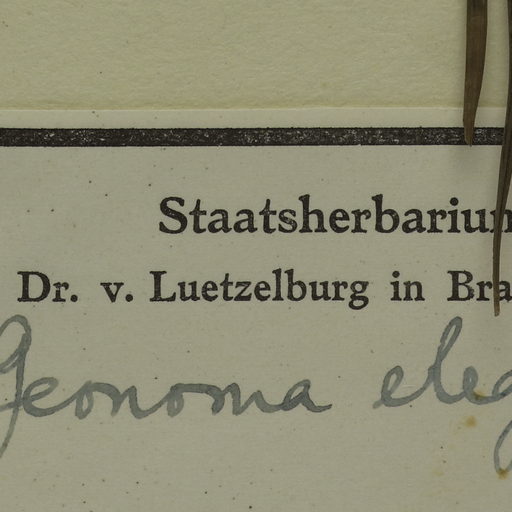 Staatsherbarium
Dr. v. Luetzelburg in Bra
Geonoma eleg